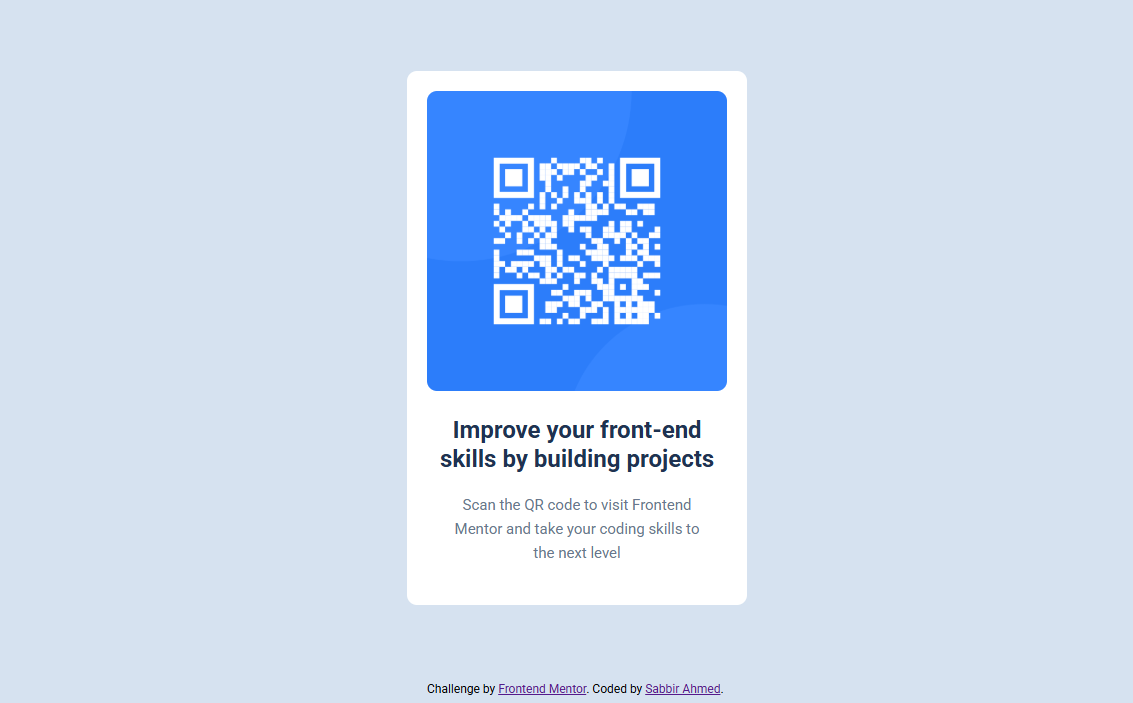 Improve your front-end
skills by building projects
Scan the QR code to visit Frontend
Mentor and take your coding skills to
the next level
Challenge by Frontend Mentor. Coded by Sabbir Ahmed.